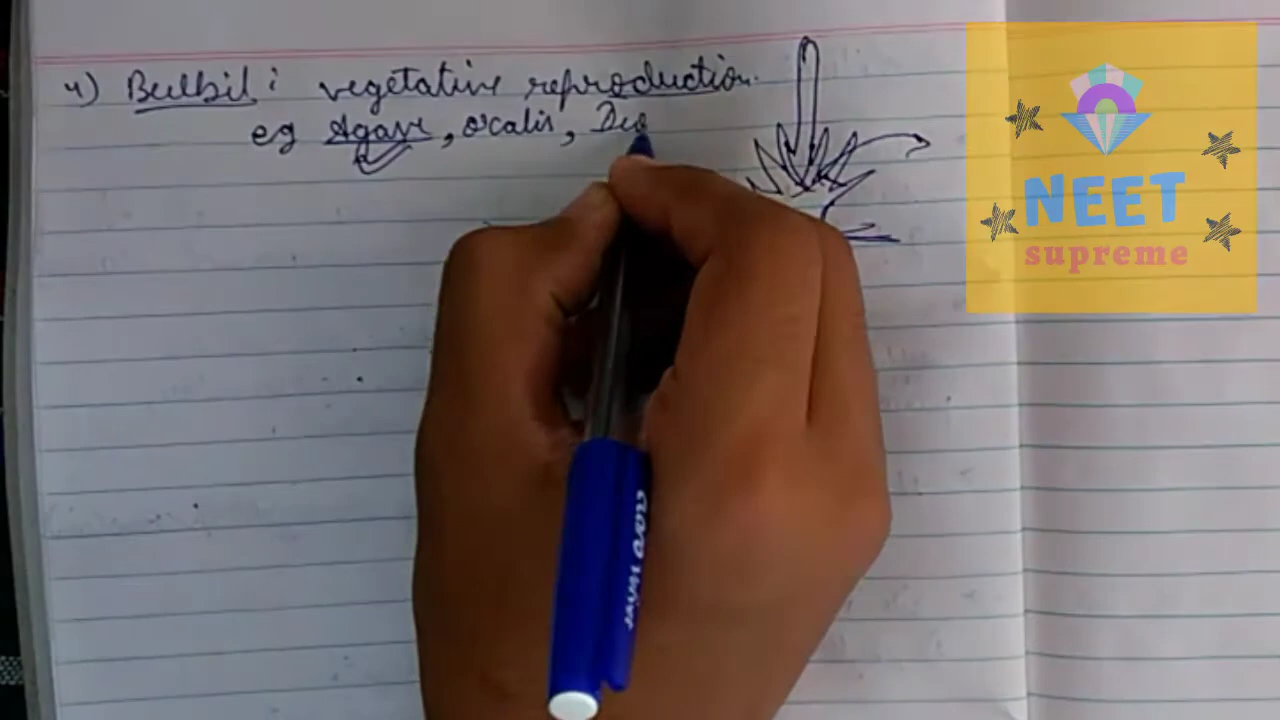 4) Bulbil: vegetative reproduction.
eg Agave, oxalis,
NEET
supreme